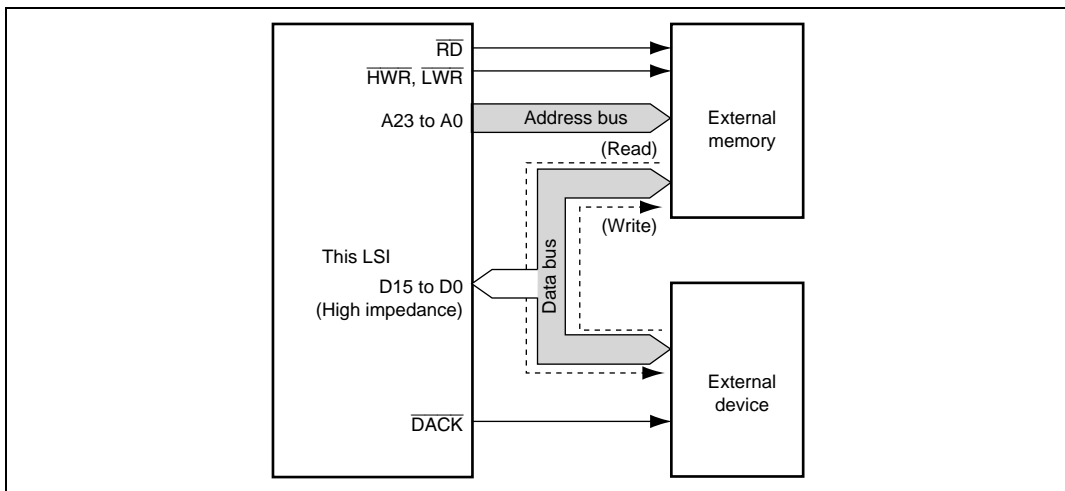 RD
HWR, LWR
A23 to A0
Address bus
External
memory
(Read)
(Write)
This LSI
D15 to D0
(High impedance)
Data bus
External
device
DACK